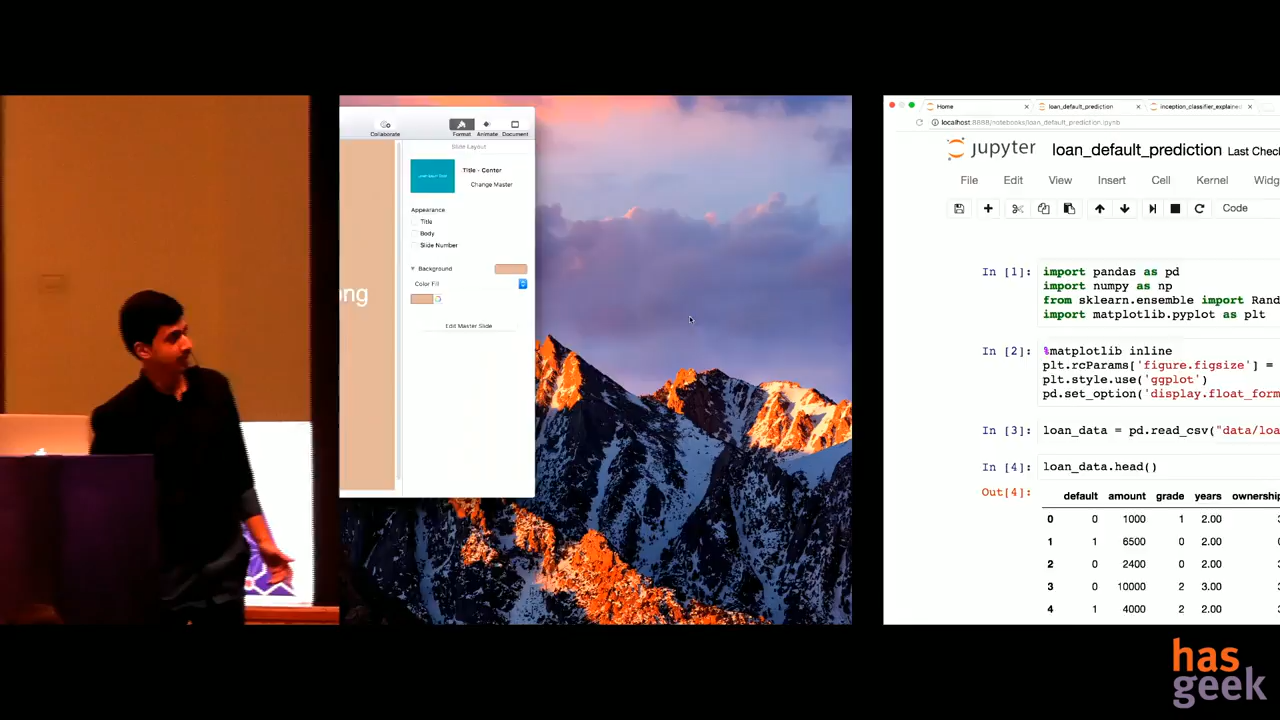 Collaborate
Format
Animate
Document
Slide Layout
Title - Center
Change Master
Appearance
Title
Body
Slide Number
Background
Color Fill
Edit Master Slide
ong
Home
loan_default_prediction
inception_classifier_explained
localhost:8888/notebooks/loan_default_prediction.ipynb
jupyter loan_default_prediction Last Chec
File Edit View Insert Cell Kernel Widg
Code
In [1]: import pandas as pd
import numpy as np
from sklearn.ensemble import Rand
import matplotlib.pyplot as plt
In [2]: %matplotlib inline
plt.rcParams['figure.figsize'] =
plt.style.use('ggplot')
pd.set_option('display.float_form
In [3]: loan_data = pd.read_csv("data/loa
In [4]: loan_data.head()
Out[4]: default amount grade years ownership
0 0 1000 1 2.00
1 1 6500 0 2.00
2 0 2400 0 2.00
3 0 10000 2 3.00
4 1 4000 2 2.00
has
geek